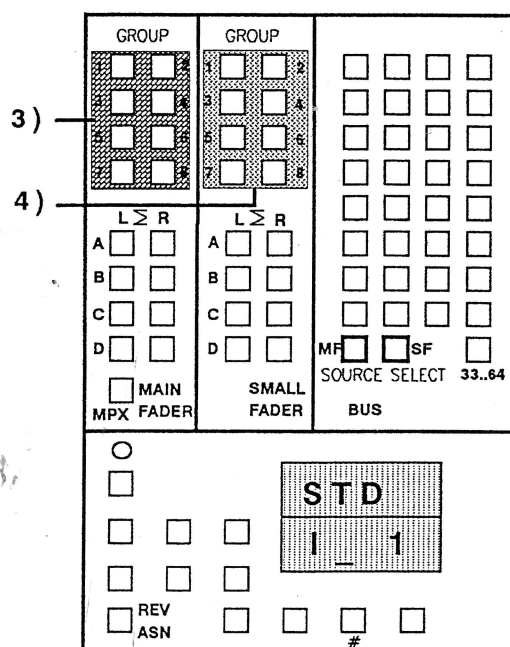 GROUP
1 2
3 4
5 6
7 8
GROUP
1 2
3 4
5 6
7 8
3)
4)
L Σ R
A
B
C
D
MPX
MAIN
FADER
L Σ R
A
B
C
D
SMALL
FADER
MF SF
SOURCE SELECT 33..64
BUS
STD
I_ 1
REV
ASN
#